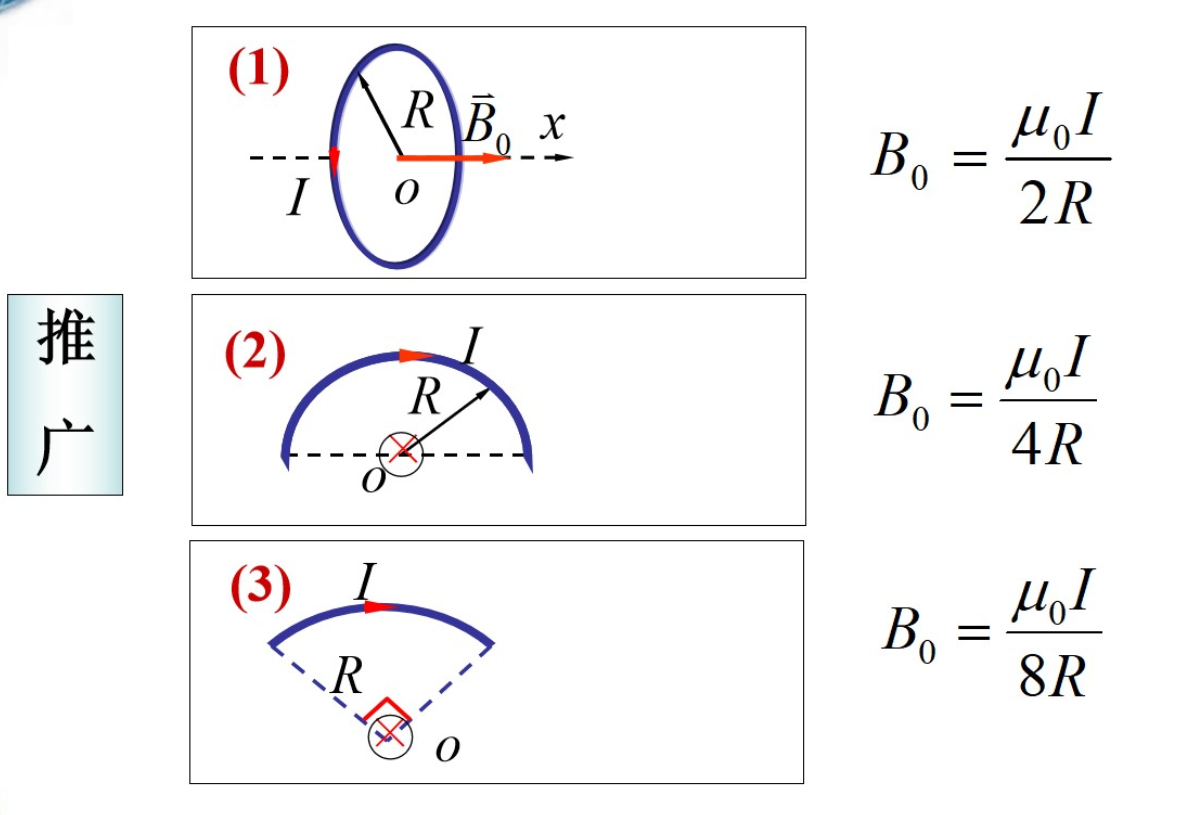 推广
(1)
R
B⃗₀
x
I
o
B₀ = μ₀I / 2R
(2)
I
R
o
B₀ = μ₀I / 4R
(3)
I
R
o
B₀ = μ₀I / 8R